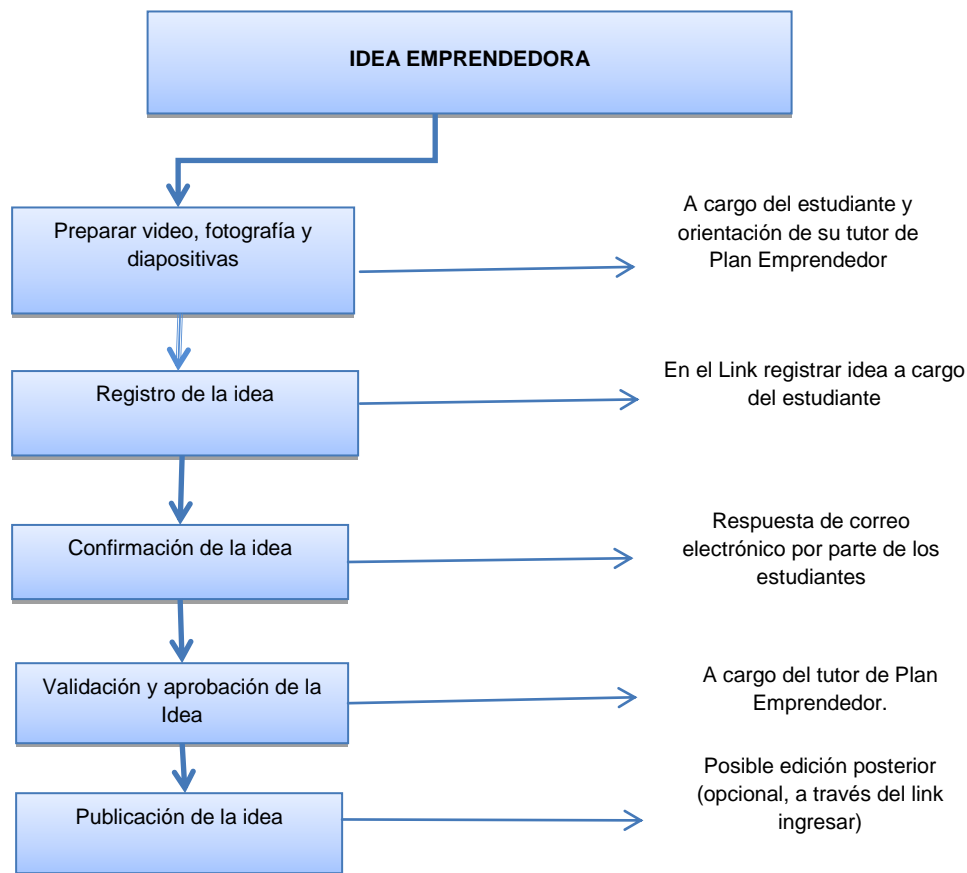 IDEA EMPRENDEDORA
Preparar video, fotografía y
diapositivas
A cargo del estudiante y
orientación de su tutor de
Plan Emprendedor
Registro de la idea
En el Link registrar idea a cargo
del estudiante
Confirmación de la idea
Respuesta de correo
electrónico por parte de los
estudiantes
Validación y aprobación de la
Idea
A cargo del tutor de Plan
Emprendedor.
Publicación de la idea
Posible edición posterior
(opcional, a través del link
ingresar)